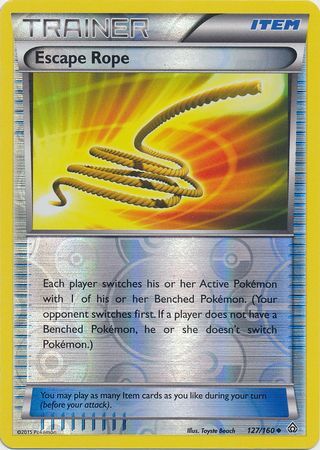 TRAINER ITEM
Escape Rope
Each player switches his or her Active Pokémon
with 1 of his or her Benched Pokémon. (Your
opponent switches first. If a player does not have a
Benched Pokémon, he or she doesn't switch
Pokémon.)
You may play as many Item cards as you like during your turn
(before your attack).
©2015 Pokémon Illus. Toyste Beach 127/160